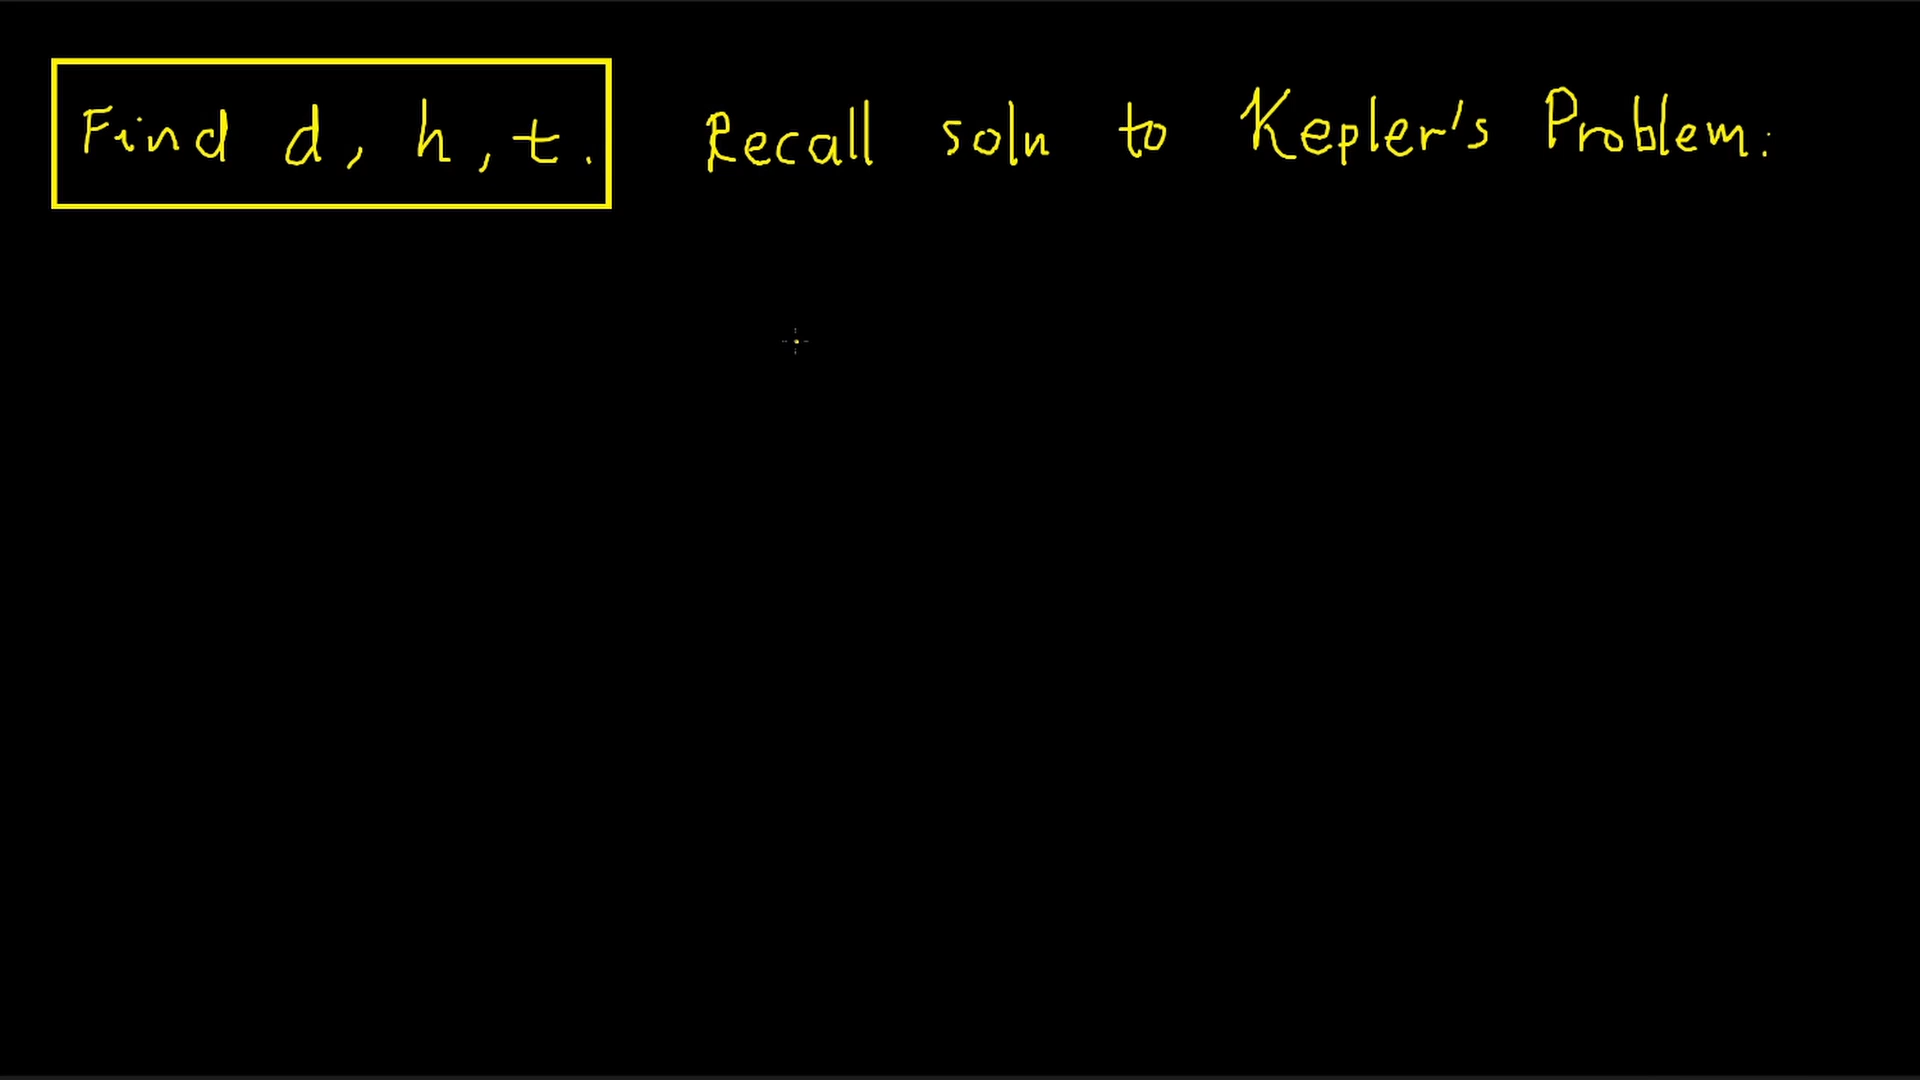 Find d, h, t. Recall soln to Kepler's Problem: